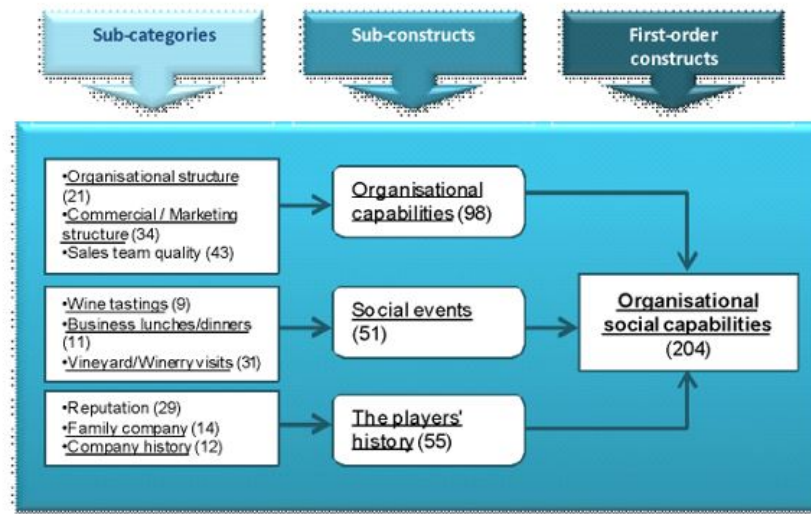 Sub-categories
Sub-constructs
First-order
constructs
•Organisational structure
(21)
•Commercial / Marketing
structure (34)
•Sales team quality (43)
Organisational
capabilities (98)
•Wine tastings (9)
•Business lunches/dinners
(11)
•Vineyard/Winerry visits (31)
Social events
(51)
Organisational
social capabilities
(204)
•Reputation (29)
•Family company (14)
•Company history (12)
The players'
history (55)